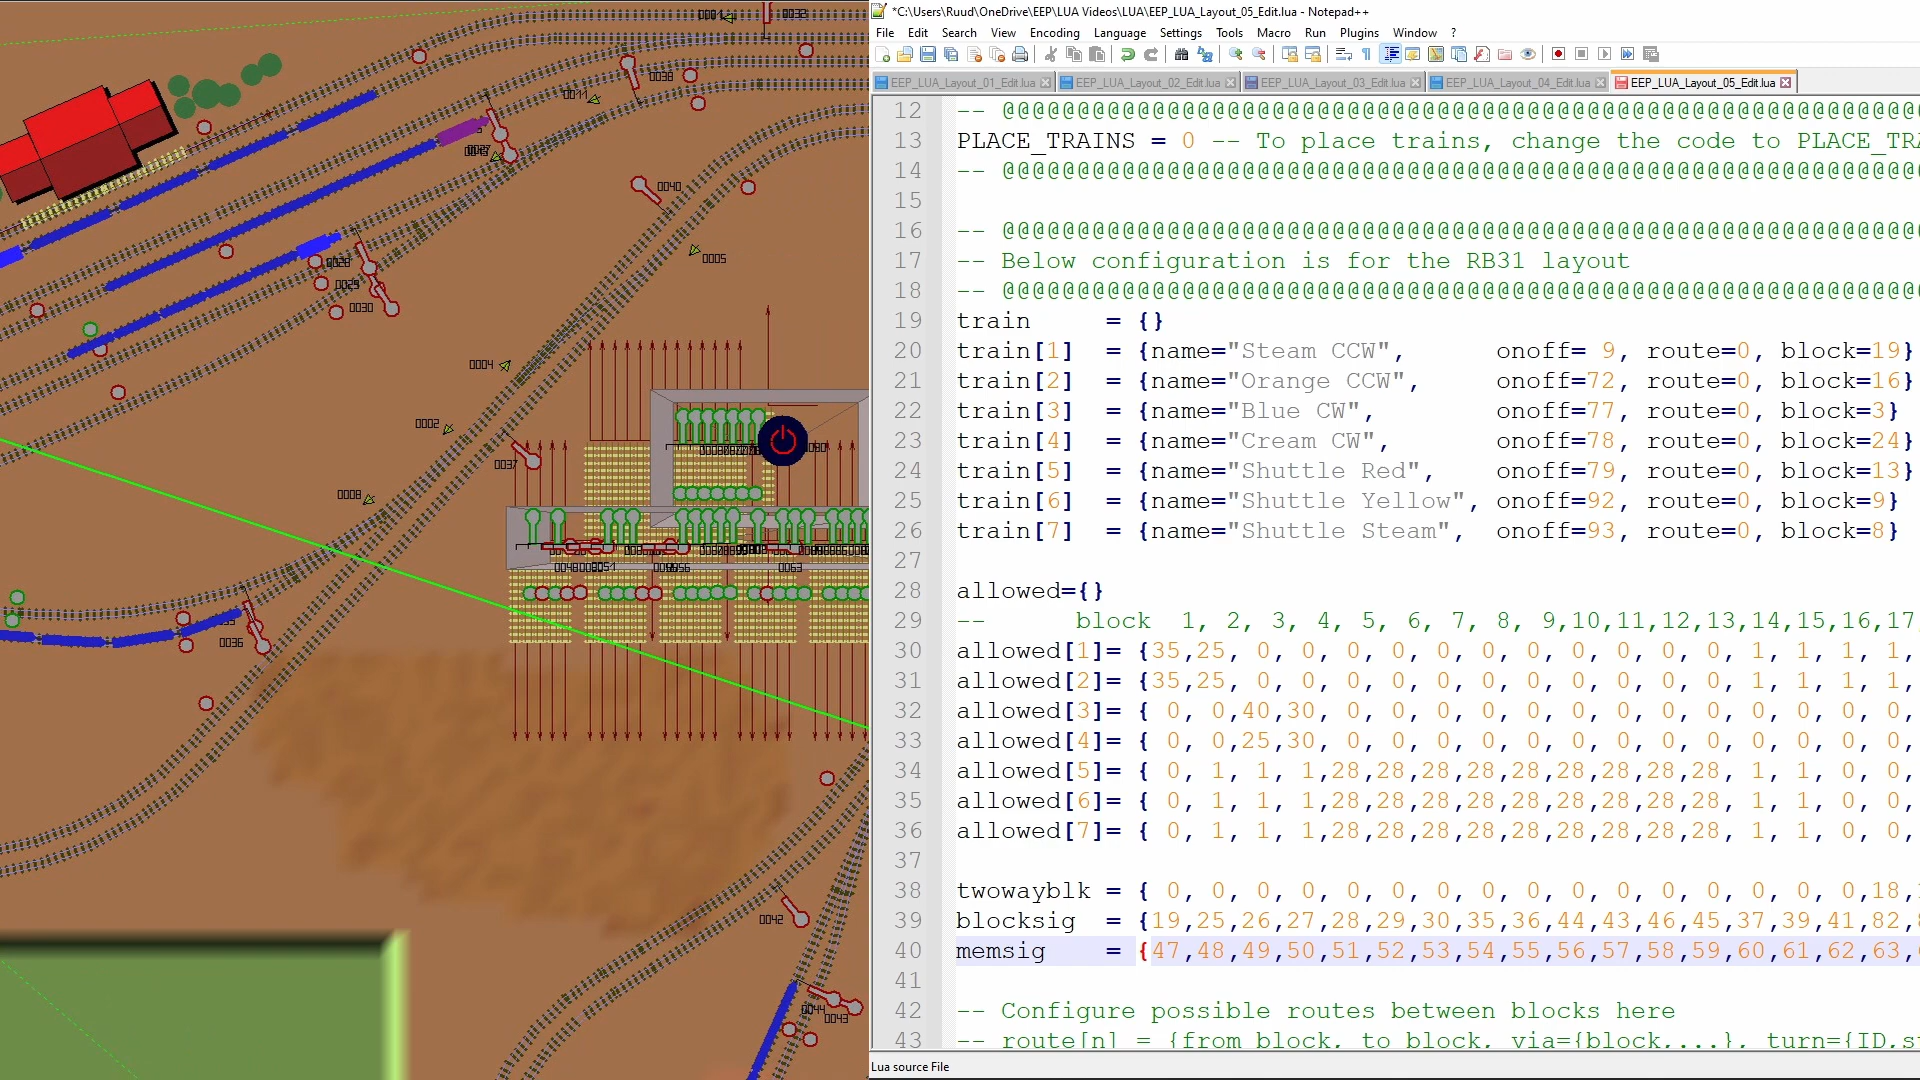 *C:\Users\Ruud\OneDrive\EEP\LUA Videos\LUA\EEP_LUA_Layout_05_Edit.lua - Notepad++
File Edit Search View Encoding Language Settings Tools Macro Run Plugins Window ?
EEP_LUA_Layout_01_Edit.lua EEP_LUA_Layout_02_Edit.lua EEP_LUA_Layout_03_Edit.lua EEP_LUA_Layout_04_Edit.lua EEP_LUA_Layout_05_Edit.lua
12 -- @@@@@@@@@@@@@@@@@@@@@@@@@@@@@@@@@@@@@@@@@@@@@@@@@@@@@@@@@@@@@
13 PLACE_TRAINS = 0 -- To place trains, change the code to PLACE_TRA
14 -- @@@@@@@@@@@@@@@@@@@@@@@@@@@@@@@@@@@@@@@@@@@@@@@@@@@@@@@@@@@@@
15
16 -- @@@@@@@@@@@@@@@@@@@@@@@@@@@@@@@@@@@@@@@@@@@@@@@@@@@@@@@@@@@@@
17 -- Below configuration is for the RB31 layout
18 -- @@@@@@@@@@@@@@@@@@@@@@@@@@@@@@@@@@@@@@@@@@@@@@@@@@@@@@@@@@@@@
19 train     = {}
20 train[1]  = {name="Steam CCW",      onoff= 9, route=0, block=19}
21 train[2]  = {name="Orange CCW",     onoff=72, route=0, block=16}
22 train[3]  = {name="Blue CW",        onoff=77, route=0, block=3}
23 train[4]  = {name="Cream CW",       onoff=78, route=0, block=24}
24 train[5]  = {name="Shuttle Red",    onoff=79, route=0, block=13}
25 train[6]  = {name="Shuttle Yellow", onoff=92, route=0, block=9}
26 train[7]  = {name="Shuttle Steam",  onoff=93, route=0, block=8}
27
28 allowed={}
29 --      block  1, 2, 3, 4, 5, 6, 7, 8, 9,10,11,12,13,14,15,16,17
30 allowed[1]= {35,25, 0, 0, 0, 0, 0, 0, 0, 0, 0, 0, 0, 1, 1, 1, 1,
31 allowed[2]= {35,25, 0, 0, 0, 0, 0, 0, 0, 0, 0, 0, 0, 1, 1, 1, 1,
32 allowed[3]= { 0, 0,40,30, 0, 0, 0, 0, 0, 0, 0, 0, 0, 0, 0, 0, 0,
33 allowed[4]= { 0, 0,25,30, 0, 0, 0, 0, 0, 0, 0, 0, 0, 0, 0, 0, 0,
34 allowed[5]= { 0, 1, 1, 1,28,28,28,28,28,28,28,28,28, 1, 1, 0, 0,
35 allowed[6]= { 0, 1, 1, 1,28,28,28,28,28,28,28,28,28, 1, 1, 0, 0,
36 allowed[7]= { 0, 1, 1, 1,28,28,28,28,28,28,28,28,28, 1, 1, 0, 0,
37
38 twowayblk = { 0, 0, 0, 0, 0, 0, 0, 0, 0, 0, 0, 0, 0, 0, 0, 0,18,
39 blocksig  = {19,25,26,27,28,29,30,35,36,44,43,46,45,37,39,41,82,
40 memsig    = {47,48,49,50,51,52,53,54,55,56,57,58,59,60,61,62,63,
41
42 -- Configure possible routes between blocks here
43 -- route[n] = {from block, to block, via={block,...}, turn={ID,s
Lua source File
0032
0038
0011
0040
0005
0028
0029
0030
0004
0002
0037
0008
0063
0036
0042
0044
0043